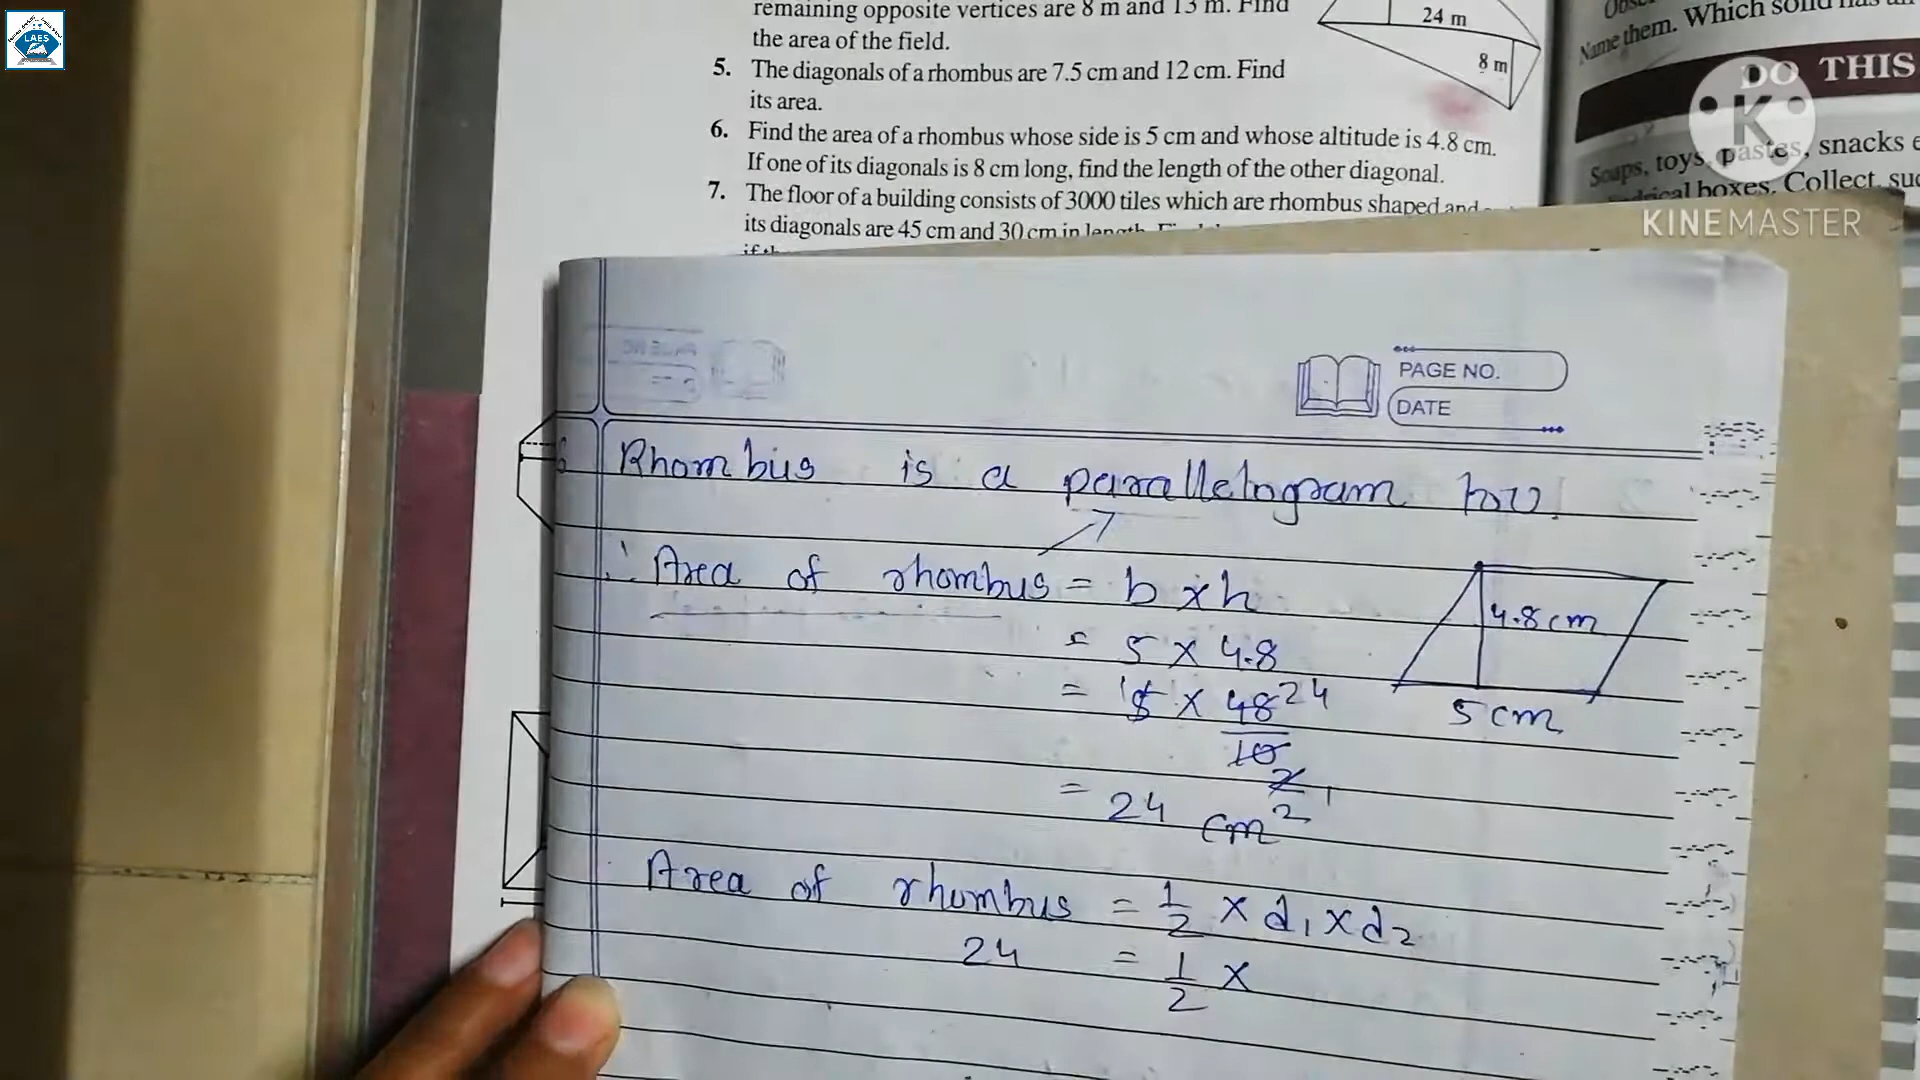 LAES
remaining opposite vertices are 8 m and 13 m. Find
the area of the field.
24 m
8 m
5. The diagonals of a rhombus are 7.5 cm and 12 cm. Find
its area.
6. Find the area of a rhombus whose side is 5 cm and whose altitude is 4.8 cm.
If one of its diagonals is 8 cm long, find the length of the other diagonal.
7. The floor of a building consists of 3000 tiles which are rhombus shaped and
its diagonals are 45 cm and 30 cm in length.
Name them. Which solid has
DO THIS
K
Soaps, toys, pastes, snacks
boxes. Collect
KINEMASTER
PAGE NO.
DATE
6 Rhombus is a parallelogram
∴ Area of rhombus = b × h
= 5 × 4.8
= 5 1 × 48 24
10
2 1
= 24 cm²
4.8 cm
5 cm
Area of rhumbus = 1/2 × d1 × d2
24 = 1/2 ×